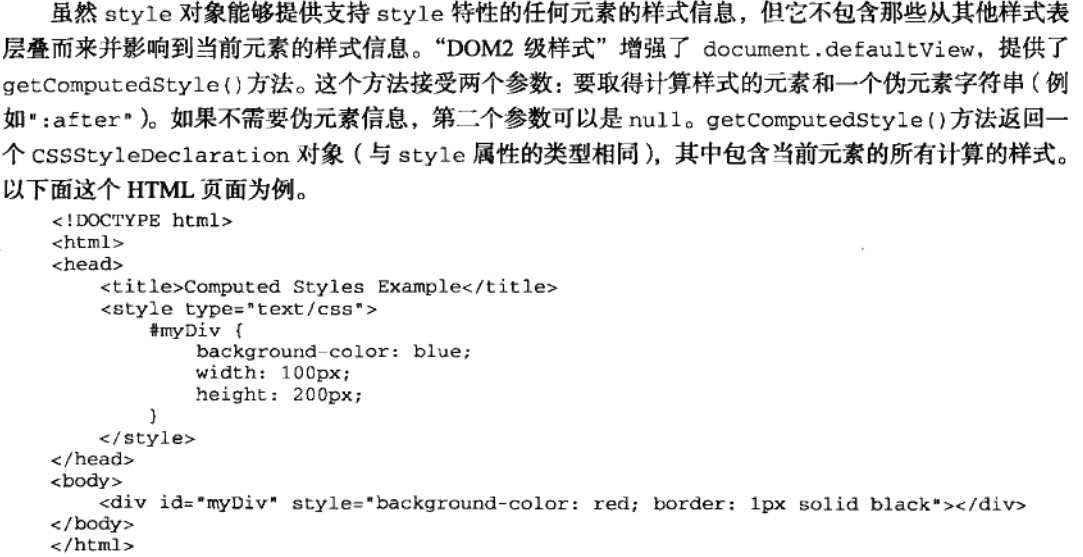 虽然 style 对象能够提供支持 style 特性的任何元素的样式信息，但它不包含那些从其他样式表
层叠而来并影响到当前元素的样式信息。“DOM2 级样式”增强了 document.defaultView，提供了
getComputedStyle()方法。这个方法接受两个参数：要取得计算样式的元素和一个伪元素字符串（例
如":after"）。如果不需要伪元素信息，第二个参数可以是 null。getComputedStyle()方法返回一
个 CSSStyleDeclaration 对象（与 style 属性的类型相同），其中包含当前元素的所有计算的样式。
以下面这个 HTML 页面为例。
<!DOCTYPE html>
<html>
<head>
    <title>Computed Styles Example</title>
    <style type="text/css">
        #myDiv {
            background-color: blue;
            width: 100px;
            height: 200px;
        }
    </style>
</head>
<body>
    <div id="myDiv" style="background-color: red; border: 1px solid black"></div>
</body>
</html>